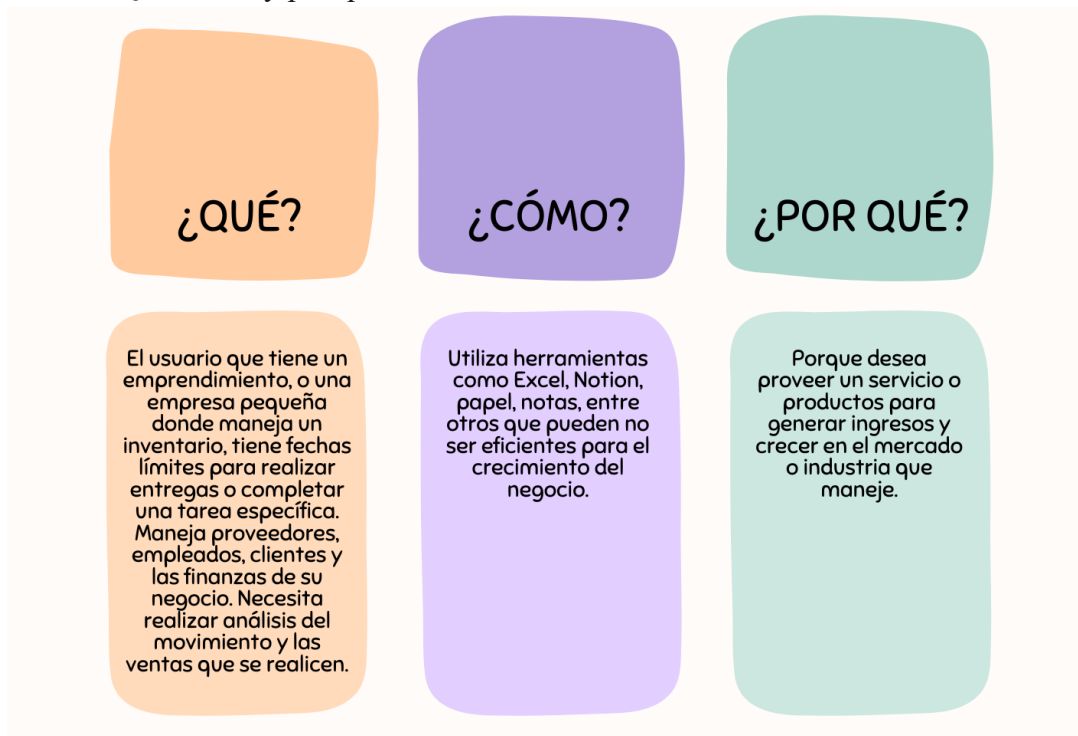 ¿QUÉ?
El usuario que tiene un
emprendimiento, o una
empresa pequeña
donde maneja un
inventario, tiene fechas
límites para realizar
entregas o completar
una tarea específica.
Maneja proveedores,
empleados, clientes y
las finanzas de su
negocio. Necesita
realizar análisis del
movimiento y las
ventas que se realicen.
¿CÓMO?
Utiliza herramientas
como Excel, Notion,
papel, notas, entre
otros que pueden no
ser eficientes para el
crecimiento del
negocio.
¿POR QUÉ?
Porque desea
proveer un servicio o
productos para
generar ingresos y
crecer en el mercado
o industria que
maneje.